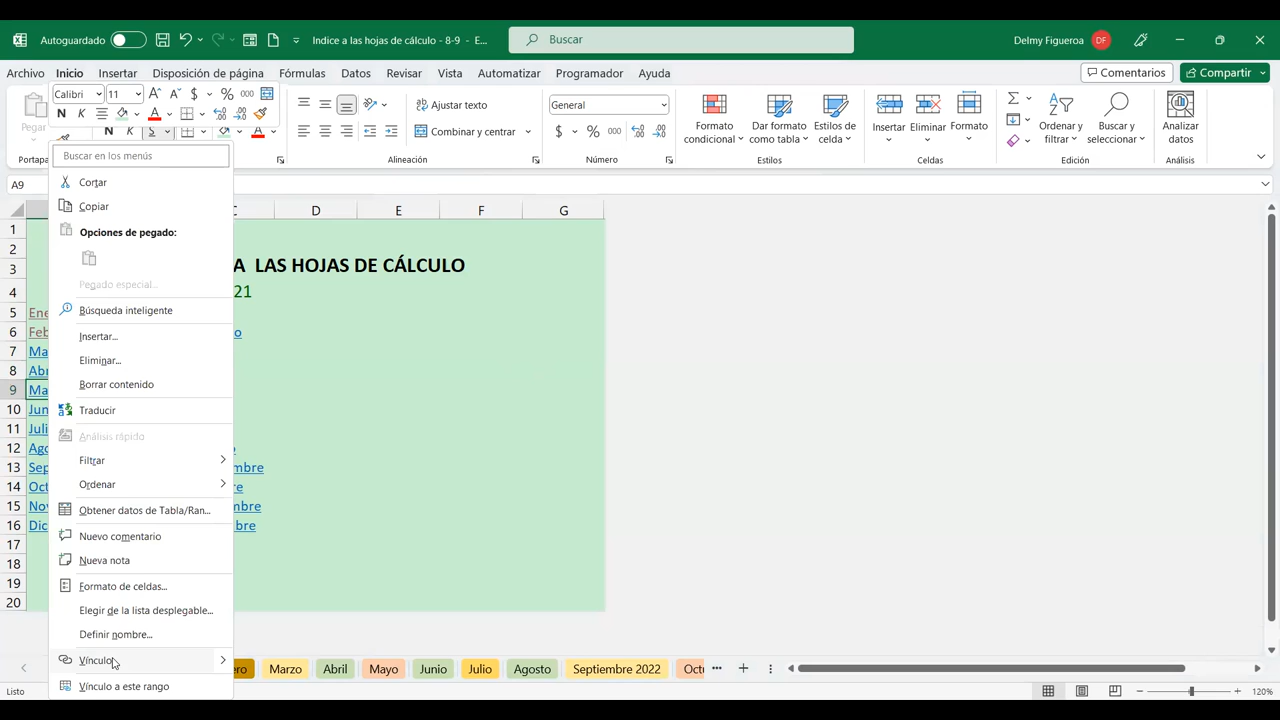 Autoguardado
Indice a las hojas de cálculo - 8-9 - E...
Buscar
Delmy Figueroa DF
Archivo Inicio Insertar Disposición de página Fórmulas Datos Revisar Vista Automatizar Programador Ayuda
Comentarios Compartir
Calibri 11 A A $ % 000
N K
Pegar
N K S
Ajustar texto
Combinar y centrar
General
$ % 000
Formato condicional
Dar formato como tabla
Estilos de celda
Insertar Eliminar Formato
Ordenar y filtrar
Buscar y seleccionar
Analizar datos
Portapa
Alineación Número Estilos Celdas Edición Análisis
A9
Buscar en los menús
Cortar
Copiar
Opciones de pegado:
Pegado especial...
Búsqueda inteligente
Insertar...
Eliminar...
Borrar contenido
Traducir
Análisis rápida
Filtrar
Ordenar
Obtener datos de Tabla/Ran...
Nuevo comentario
Nueva nota
Formato de celdas...
Elegir de la lista desplegable...
Definir nombre...
Vínculo
Vínculo a este rango
C D E F G
1
2
3 A LAS HOJAS DE CÁLCULO
4 21
5 Ene
6 Feb o
7 Ma
8 Abr
9 Ma
10 Jun
11 Juli
12 Ago
13 Sep mbre
14 Oct re
15 Nov mbre
16 Dic bre
17
18
19
20
ero Marzo Abril Mayo Junio Julio Agosto Septiembre 2022 Octu
Listo
120%